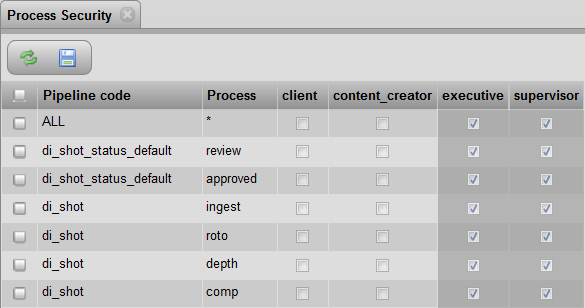 Process Security
Pipeline code Process client content_creator executive supervisor
ALL *
di_shot_status_default review
di_shot_status_default approved
di_shot ingest
di_shot roto
di_shot depth
di_shot comp